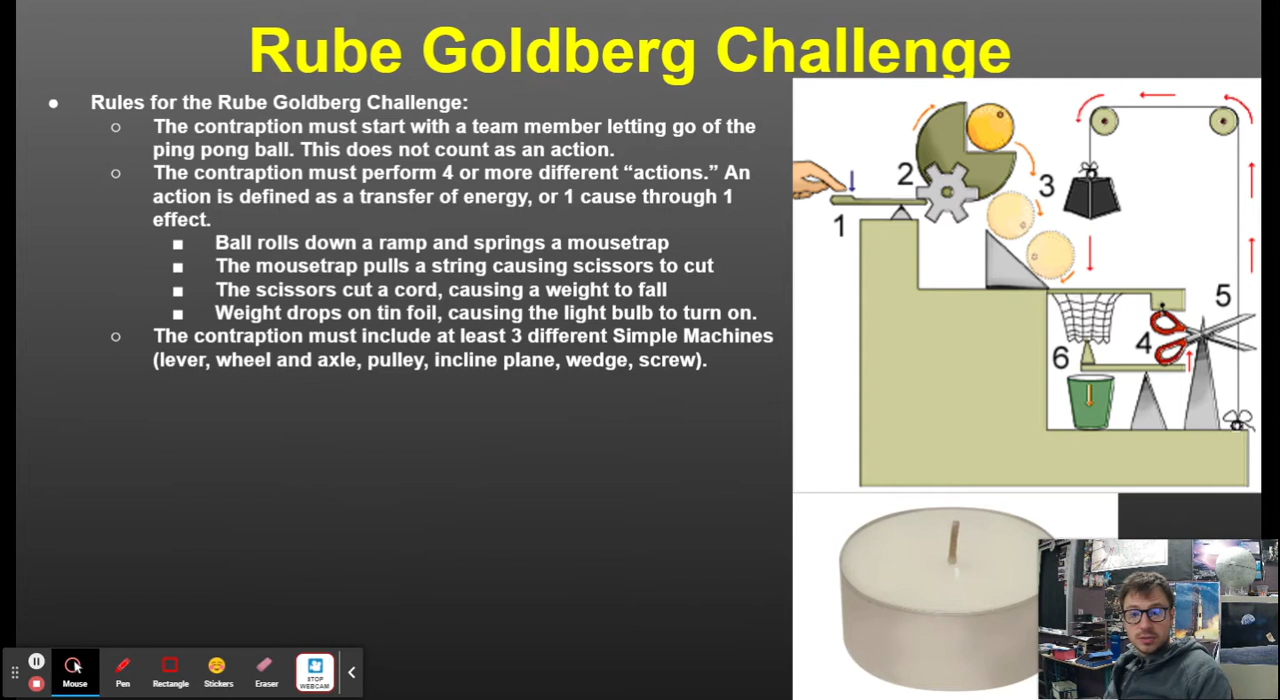 Rube Goldberg Challenge
Rules for the Rube Goldberg Challenge:
The contraption must start with a team member letting go of the
ping pong ball. This does not count as an action.
The contraption must perform 4 or more different “actions.” An
action is defined as a transfer of energy, or 1 cause through 1
effect.
Ball rolls down a ramp and springs a mousetrap
The mousetrap pulls a string causing scissors to cut
The scissors cut a cord, causing a weight to fall
Weight drops on tin foil, causing the light bulb to turn on.
The contraption must include at least 3 different Simple Machines
(lever, wheel and axle, pulley, incline plane, wedge, screw).
1
2
3
4
5
6
Mouse
Pen
Rectangle
Stickers
Eraser
STOP
WEBCAM